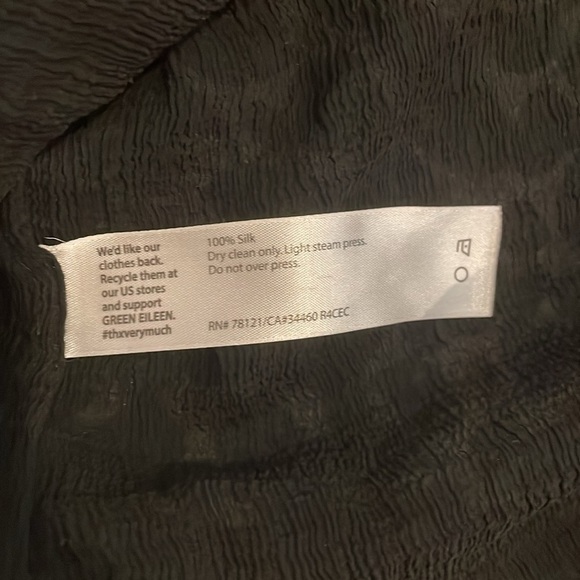 We'd like our
clothes back.
Recycle them at
our US stores
and support
GREEN EILEEN.
#thxverymuch
100% Silk
Dry clean only. Light steam press.
Do not over press.
RN# 78121/CA#34460 R4CEC